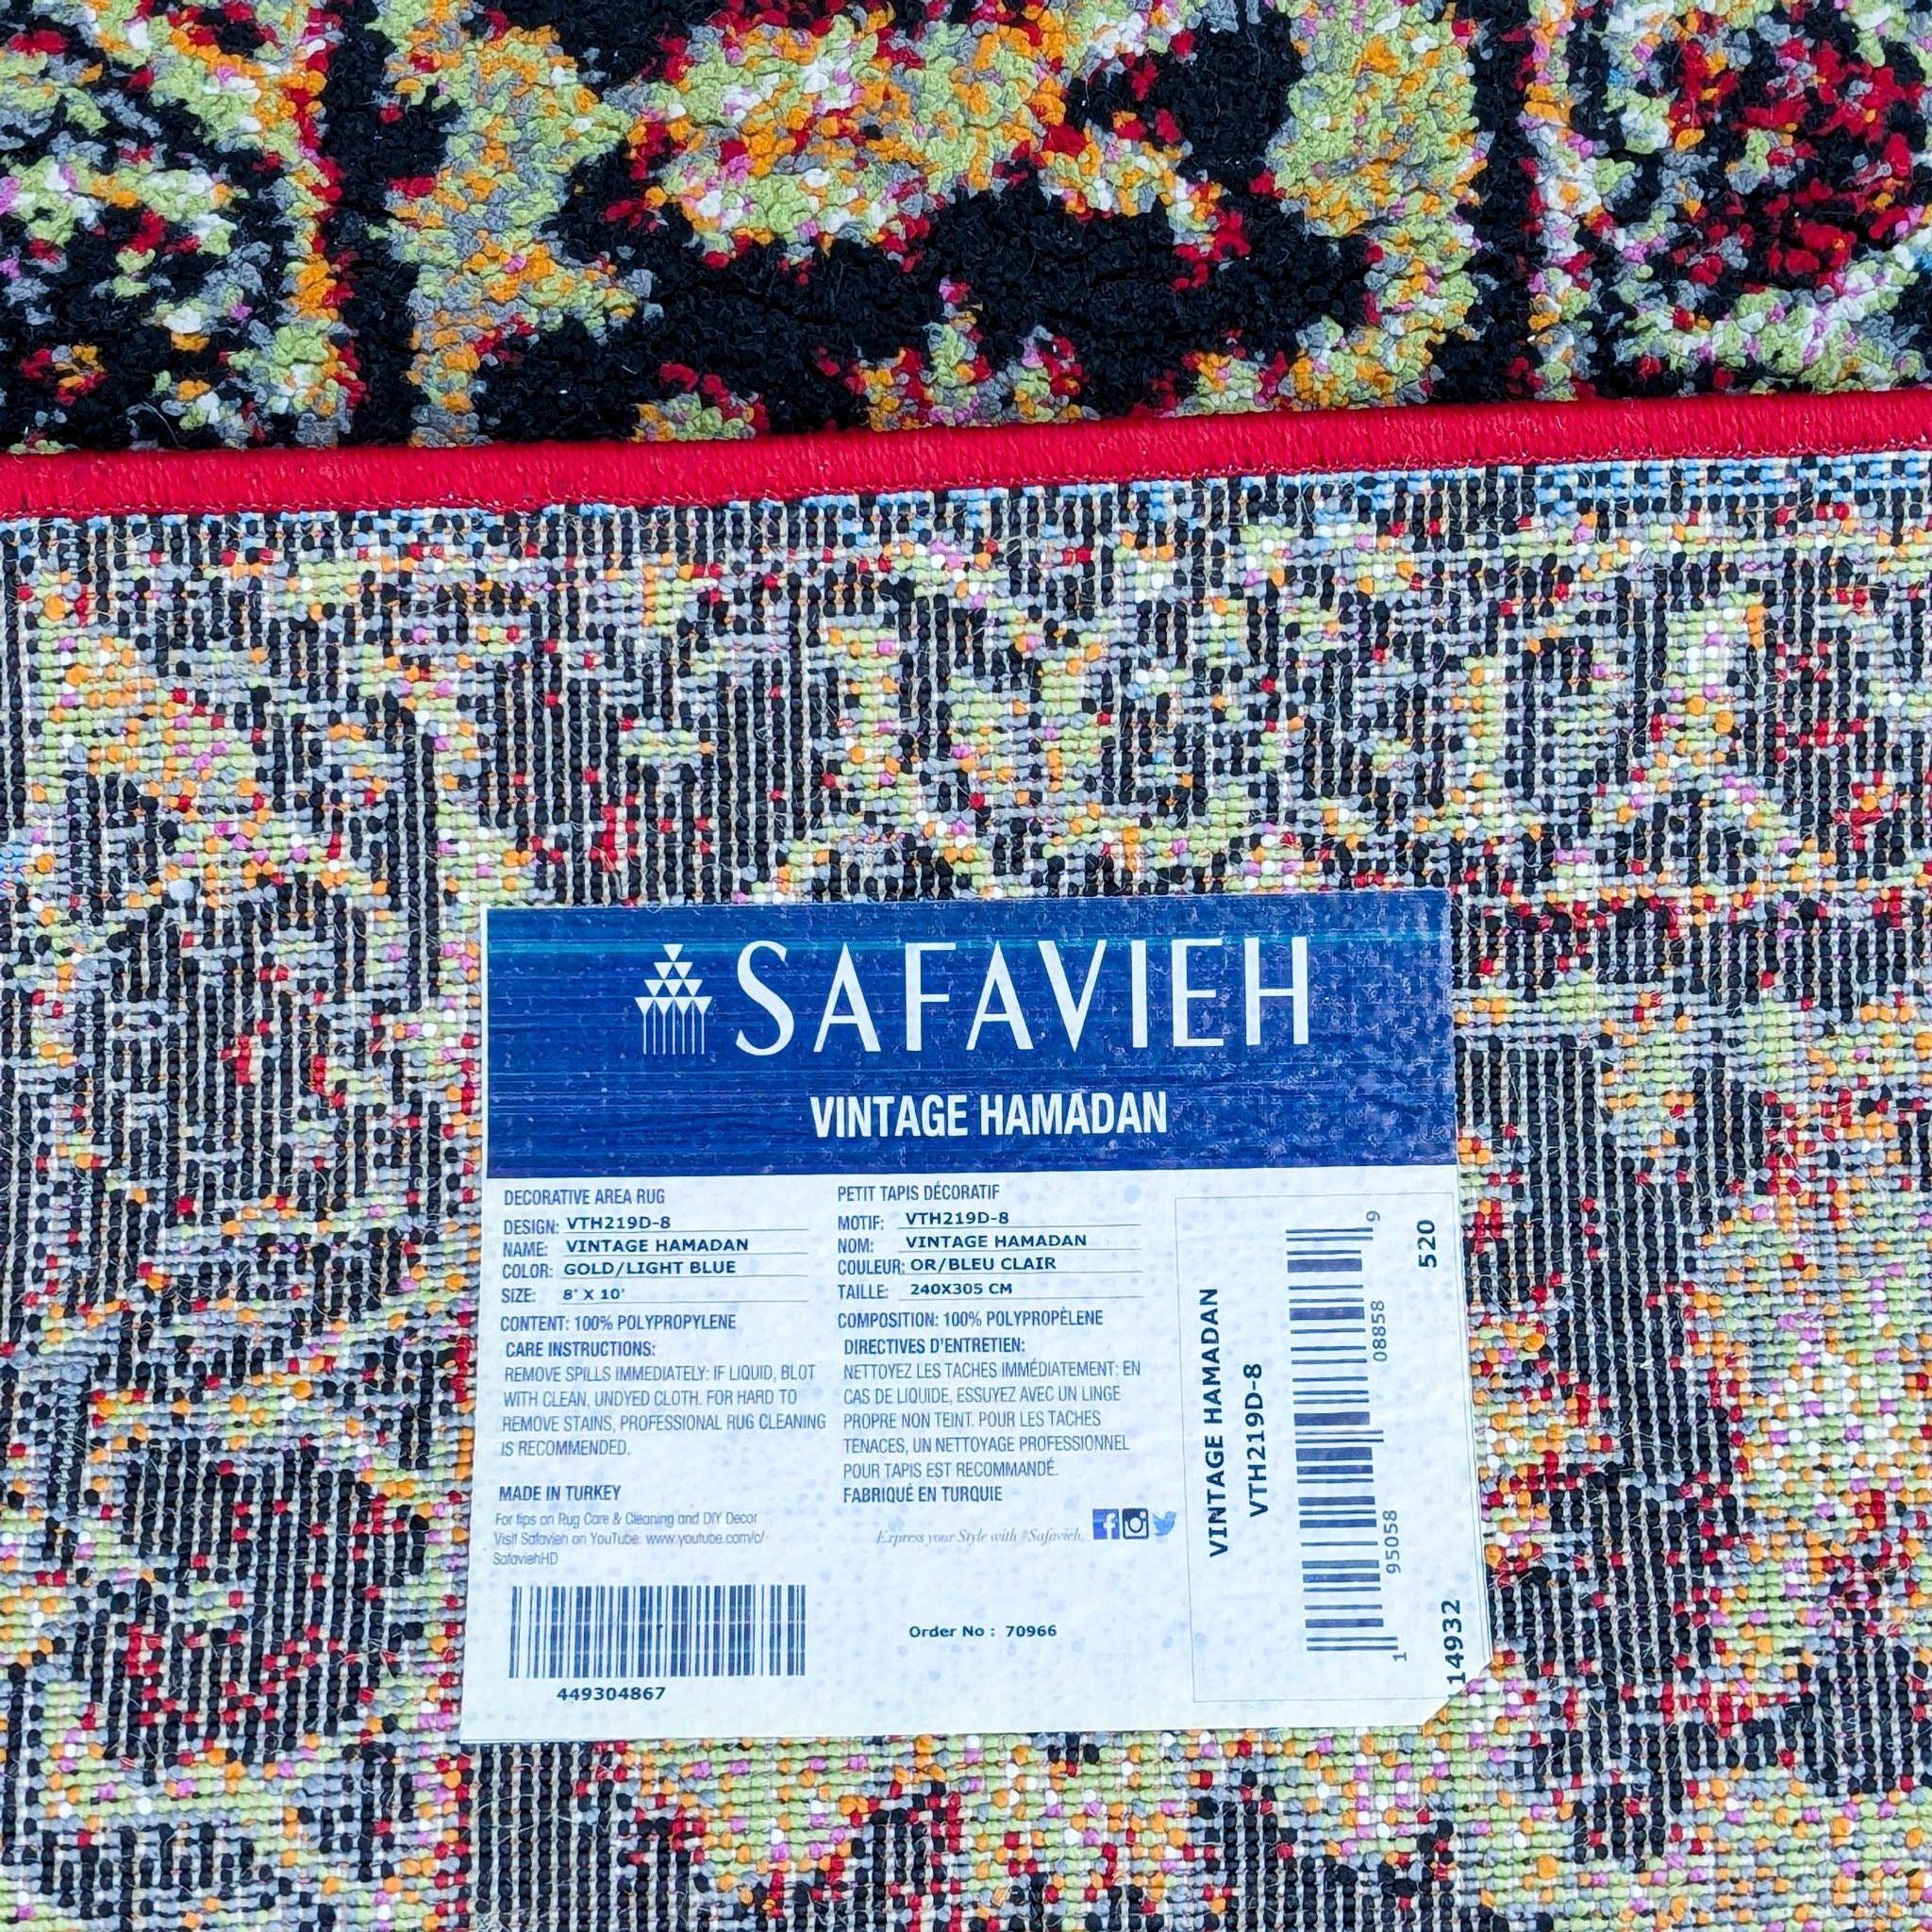 SAFAVIEH
VINTAGE HAMADAN
DECORATIVE AREA RUG
DESIGN: VTH219D-8
NAME: VINTAGE HAMADAN
COLOR: GOLD/LIGHT BLUE
SIZE: 8' X 10'
CONTENT: 100% POLYPROPYLENE
CARE INSTRUCTIONS:
REMOVE SPILLS IMMEDIATELY: IF LIQUID, BLOT
WITH CLEAN, UNDYED CLOTH. FOR HARD TO
REMOVE STAINS, PROFESSIONAL RUG CLEANING
IS RECOMMENDED.
MADE IN TURKEY
For tips on Rug Care & Cleaning and DIY Decor
Visit Safavieh on YouTube: www.youtube.com/c/
SafaviehHD
449304867
PETIT TAPIS DÉCORATIF
MOTIF: VTH219D-8
NOM: VINTAGE HAMADAN
COULEUR: OR/BLEU CLAIR
TAILLE: 240X305 CM
COMPOSITION: 100% POLYPROPÈLENE
DIRECTIVES D'ENTRETIEN:
NETTOYEZ LES TACHES IMMÉDIATEMENT: EN
CAS DE LIQUIDE, ESSUYEZ AVEC UN LINGE
PROPRE NON TEINT. POUR LES TACHES
TENACES, UN NETTOYAGE PROFESSIONNEL
POUR TAPIS EST RECOMMANDÉ.
FABRIQUÉ EN TURQUIE
Express your Style with #Safavieh.
Order No : 70966
VINTAGE HAMADAN
VTH219D-8
1 95058 08858 9
14932 520